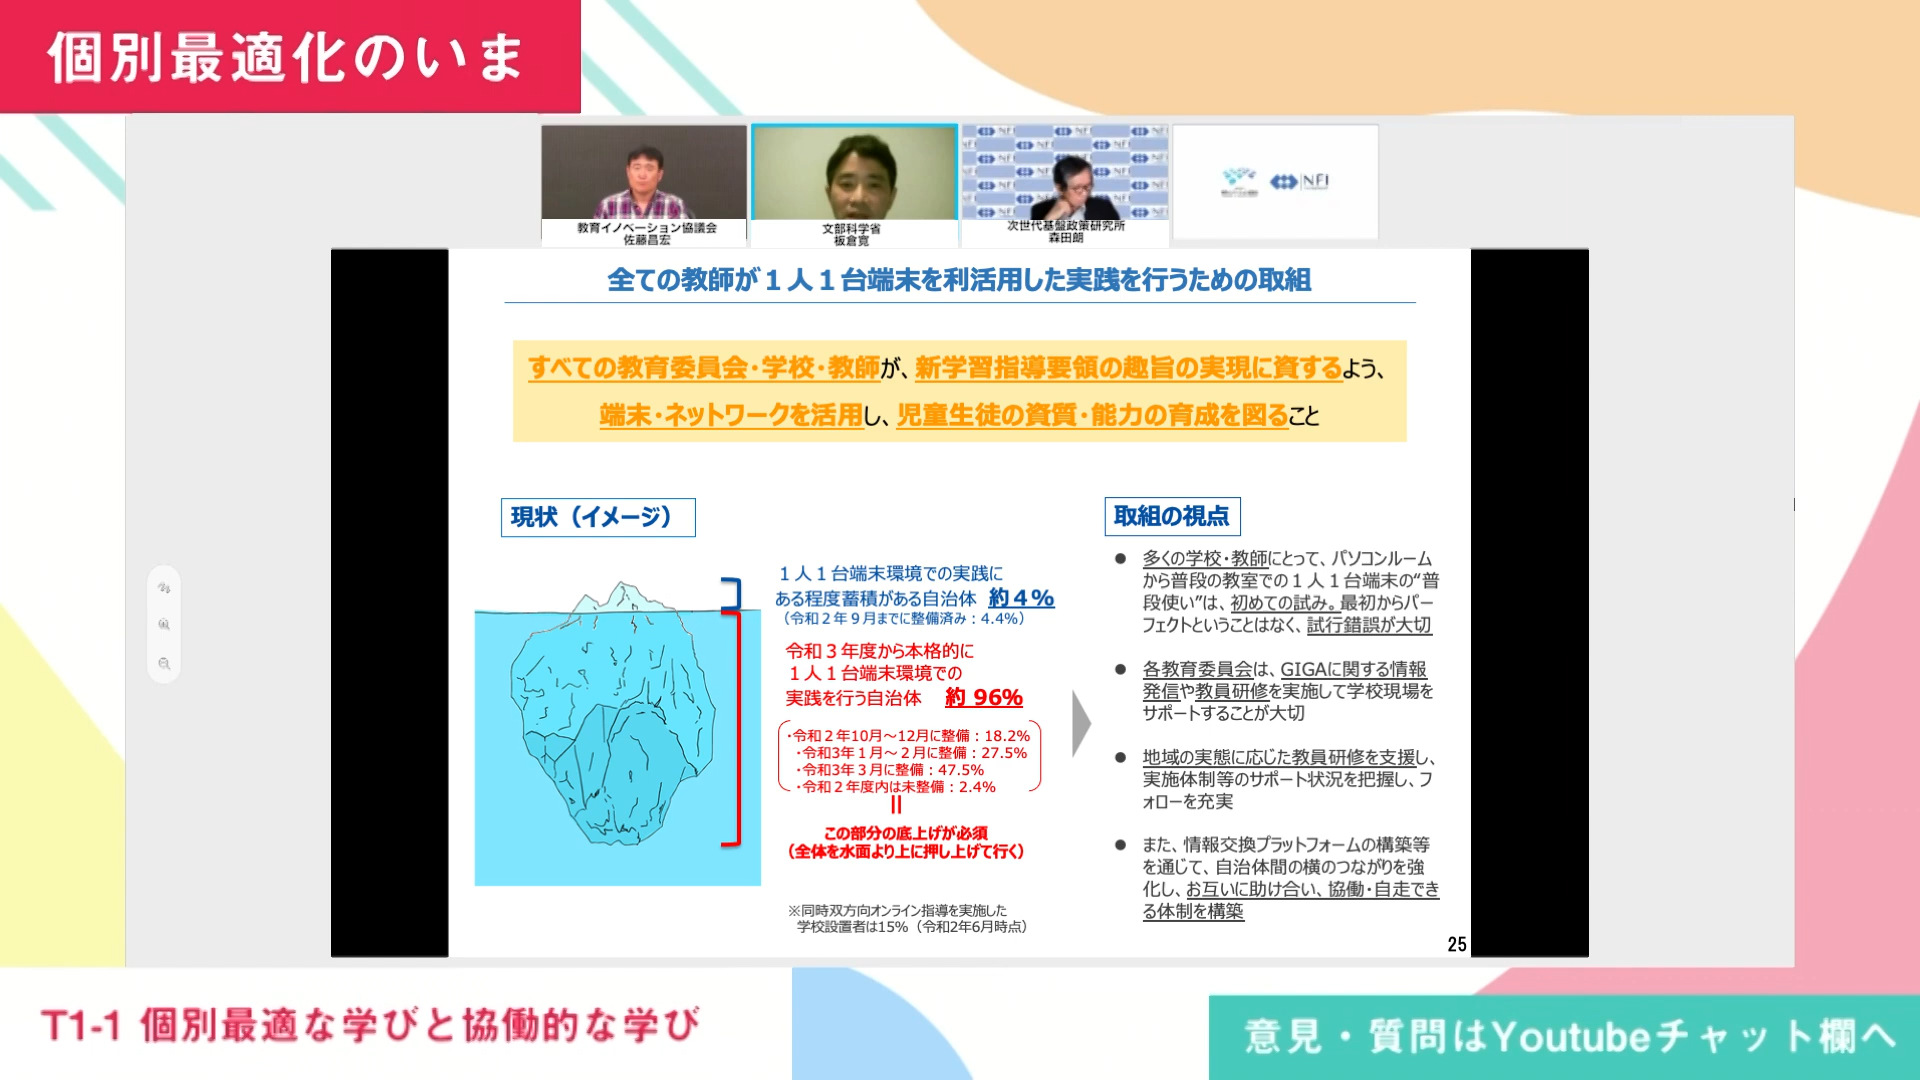 個別最適化のいま
教育イノベーション協議会
佐藤昌宏
文部科学省
板倉寛
次世代基盤政策研究所
森田朗
NFI
全ての教師が１人１台端末を利活用した実践を行うための取組
すべての教育委員会・学校・教師が、新学習指導要領の趣旨の実現に資するよう、
端末・ネットワークを活用し、児童生徒の資質・能力の育成を図ること
現状（イメージ）
１人１台端末環境での実践に
ある程度蓄積がある自治体 約４％
（令和２年９月までに整備済み：4.4%）
令和３年度から本格的に
１人１台端末環境での
実践を行う自治体 約 96%
・令和２年10月～12月に整備：18.2%
・令和3年１月～２月に整備：27.5%
・令和3年３月に整備：47.5%
・令和２年度内は未整備：2.4%
この部分の底上げが必須
（全体を水面より上に押し上げて行く）
※同時双方向オンライン指導を実施した
学校設置者は15%（令和2年6月時点）
取組の視点
● 多くの学校・教師にとって、パソコンルーム
から普段の教室での１人１台端末の“普
段使い”は、初めての試み。最初からパー
フェクトということはなく、試行錯誤が大切
● 各教育委員会は、GIGAに関する情報
発信や教員研修を実施して学校現場を
サポートすることが大切
● 地域の実態に応じた教員研修を支援し、
実施体制等のサポート状況を把握し、フ
ォローを充実
● また、情報交換プラットフォームの構築等
を通じて、自治体間の横のつながりを強
化し、お互いに助け合い、協働・自走でき
る体制を構築
25
T1-1 個別最適な学びと協働的な学び
意見・質問はYoutubeチャット欄へ